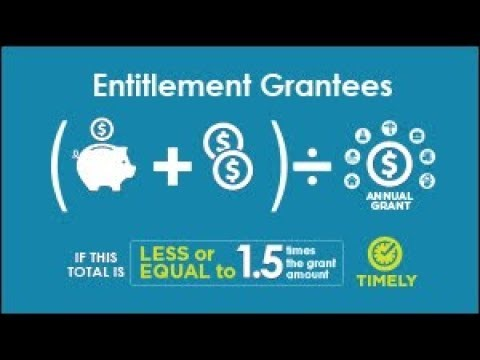 Entitlement Grantees
( $ + $ $ ) ÷ $
ANNUAL
GRANT
IF THIS
TOTAL IS
LESS or
EQUAL to
1.5
times
the grant
amount
TIMELY